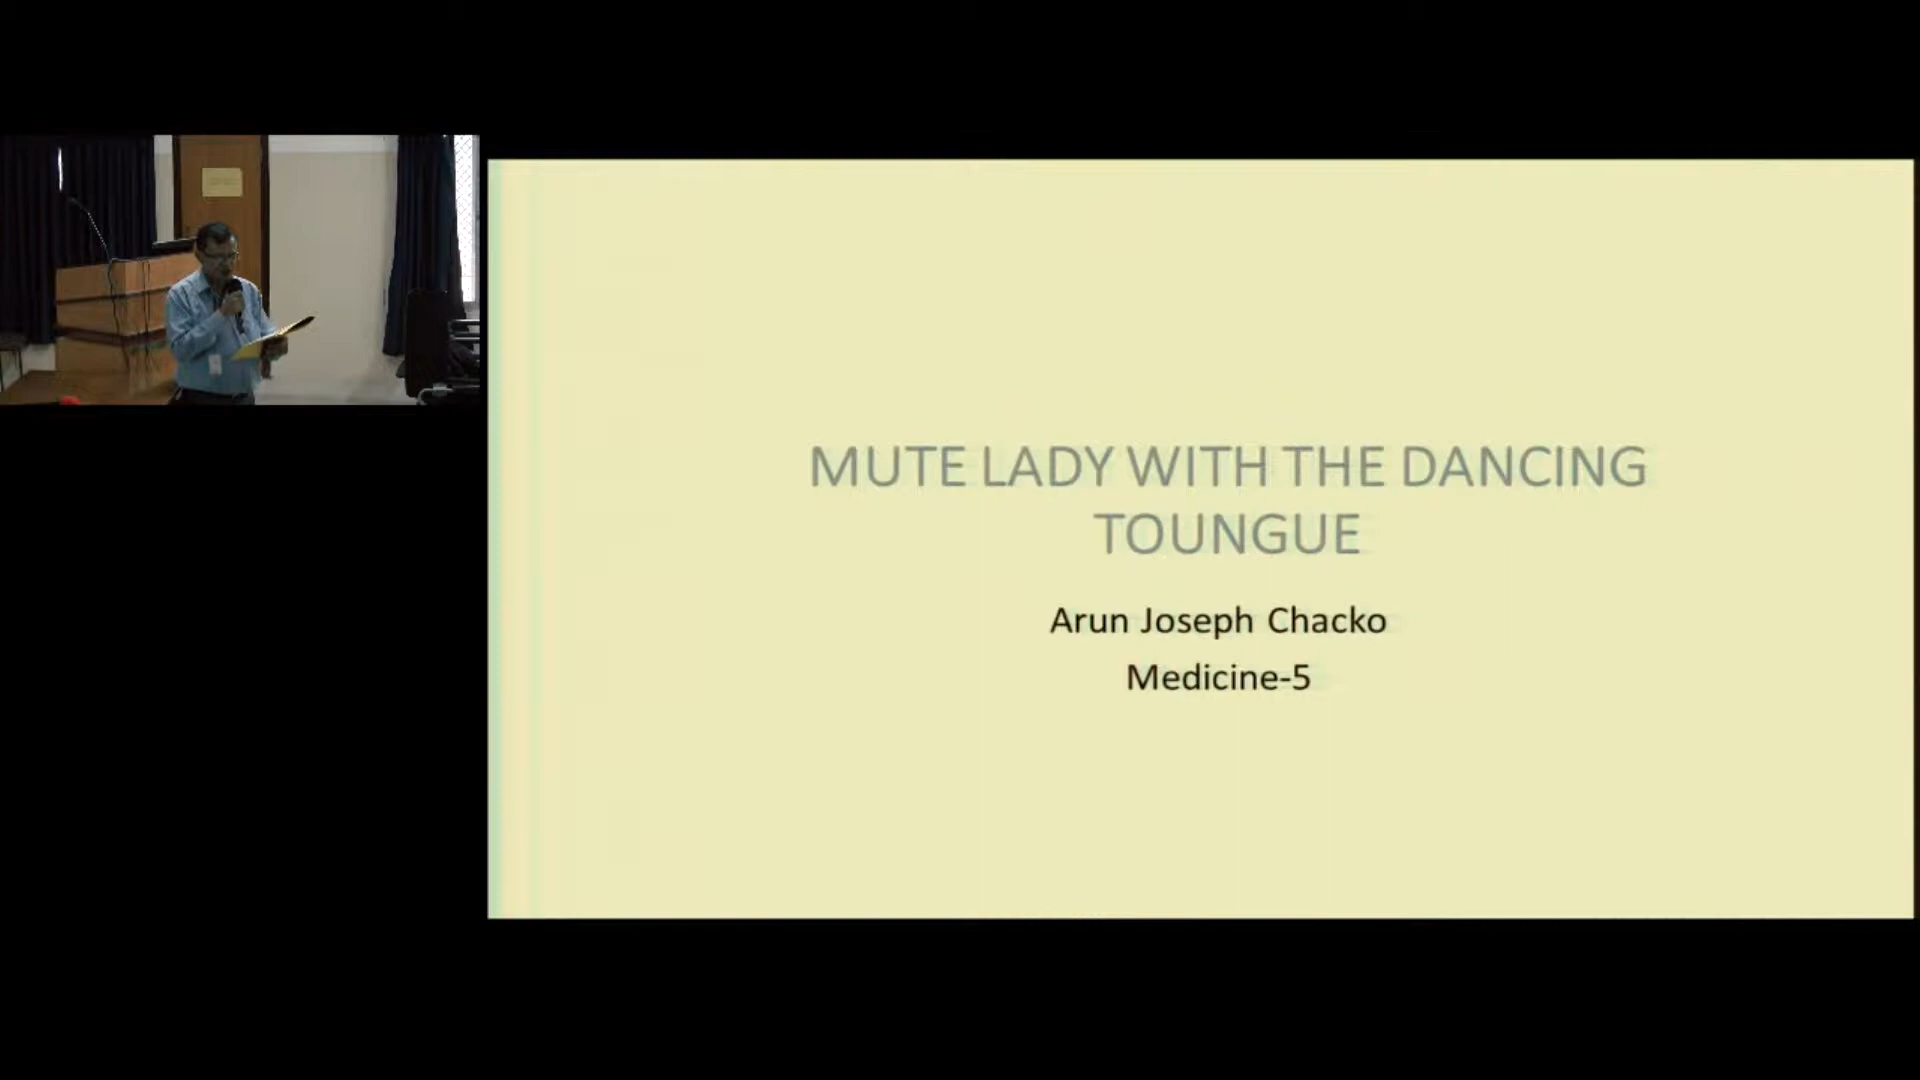 MUTE LADY WITH THE DANCING
TOUNGUE
Arun Joseph Chacko
Medicine-5